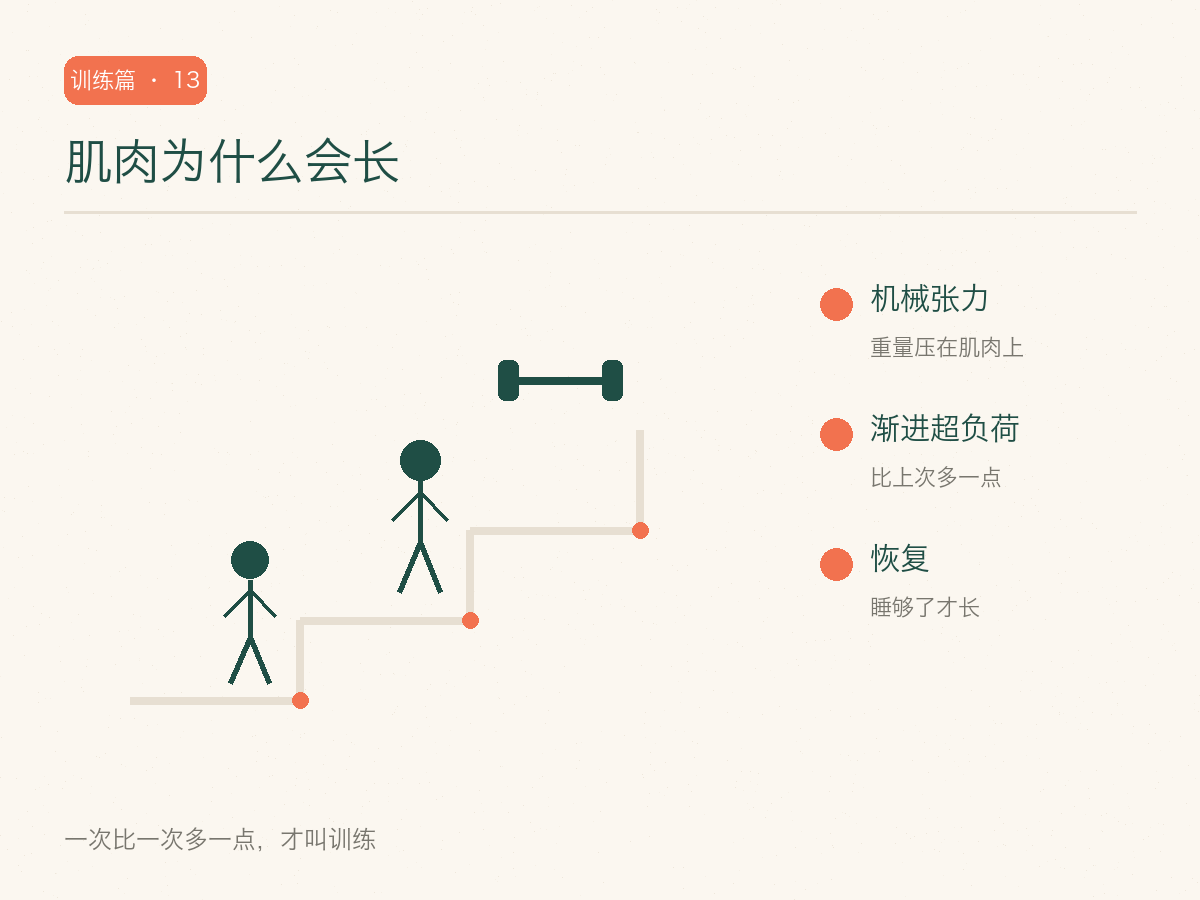 训练篇 · 13
肌肉为什么会长
机械张力
重量压在肌肉上
渐进超负荷
比上次多一点
恢复
睡够了才长
一次比一次多一点，才叫训练